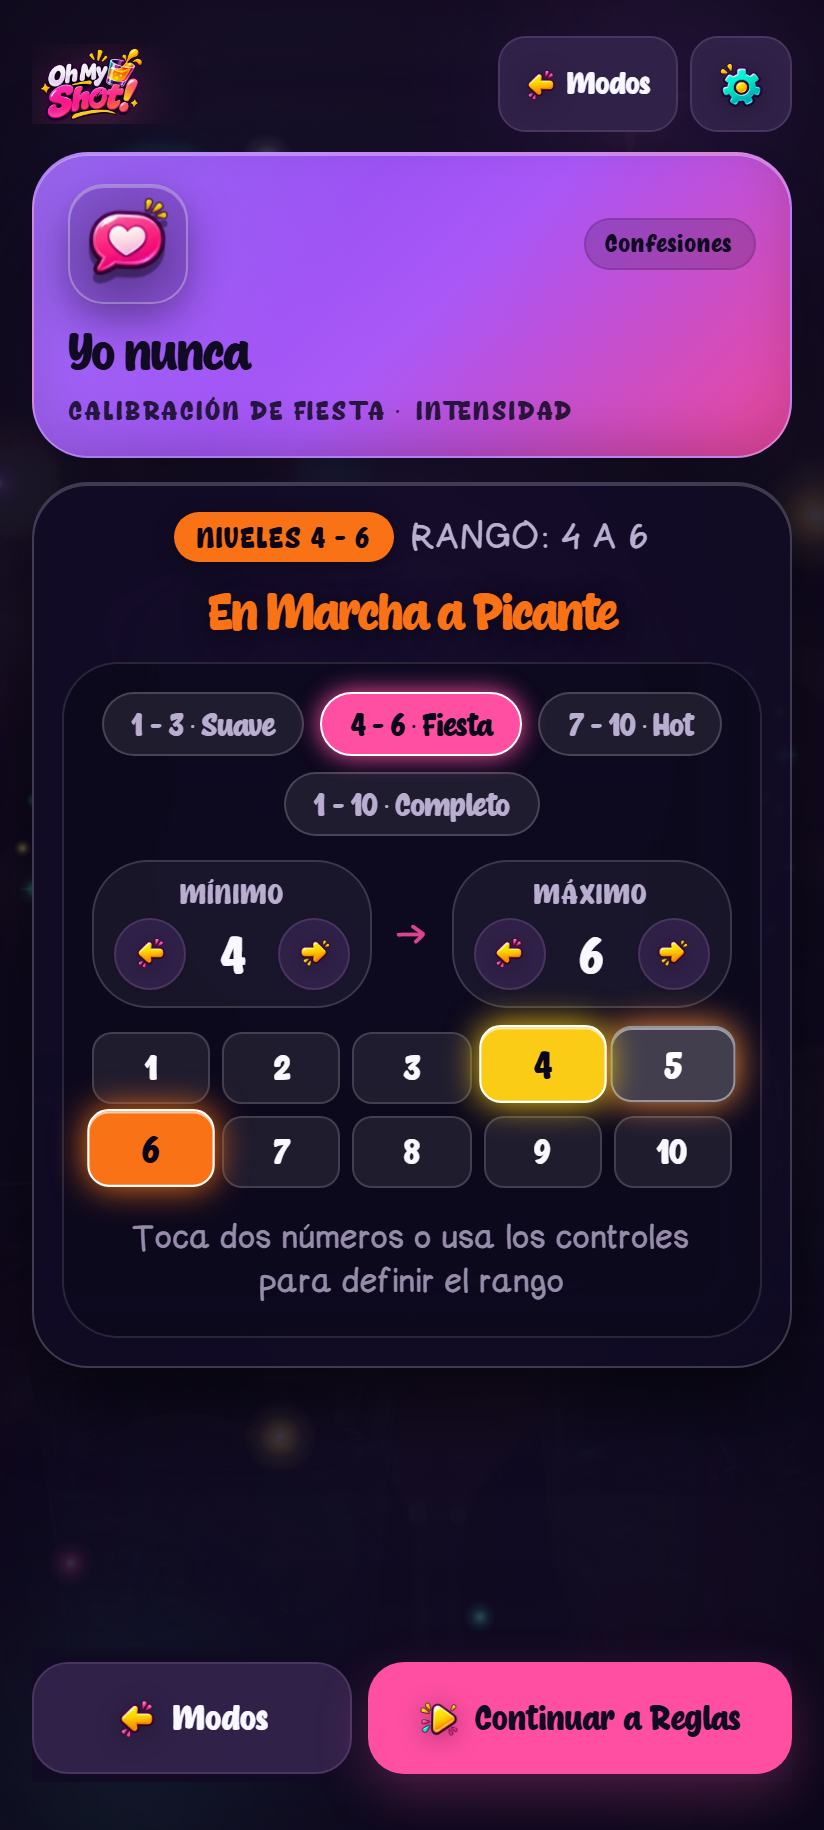 Oh My Shot!
Modos
Confesiones
Yo nunca
CALIBRACIÓN DE FIESTA · INTENSIDAD
NIVELES 4 - 6 RANGO: 4 A 6
En Marcha a Picante
1 - 3 · Suave 4 - 6 · Fiesta 7 - 10 · Hot
1 - 10 · Completo
MÍNIMO → MÁXIMO
4 6
1 2 3 4 5
6 7 8 9 10
Toca dos números o usa los controles
para definir el rango
Modos Continuar a Reglas